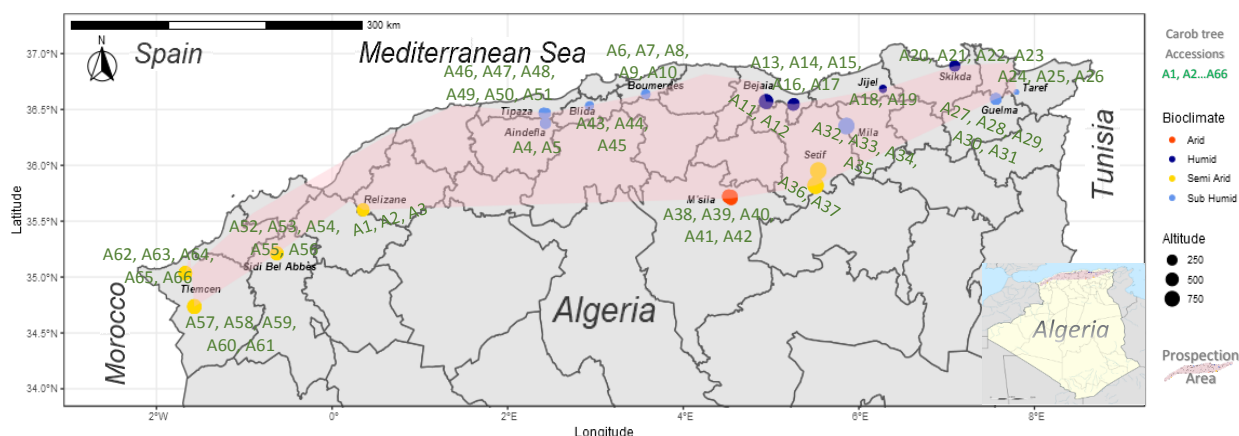 300 km
37.0°N
36.5°N
36.0°N
35.5°N
35.0°N
34.5°N
34.0°N
Latitude
N
Spain
Mediterranean Sea
A6, A7, A8,
A9, A10
Boumerdes
A46, A47, A48,
A49, A50, A51
Tipaza
Blida
Aindefla
A4, A5
A43, A44,
A45
A13, A14, A15,
A16, A17
Bejaia
A11, A12
Jijel
A18, A19
A20, A21, A22, A23
Skikda
A24, A25, A26
Taref
Guelma
A27, A28, A29,
A30, A31
Mila
A32, A33, A34,
A35,
Setif
A36, A37
M'sila
A38, A39, A40,
A41, A42
Relizane
A1, A2, A3
A52, A53, A54,
A55, A56
Sidi Bel Abbès
A62, A63, A64,
A65, A66
Tlemcen
A57, A58, A59,
A60, A61
Morocco
Algeria
Tunisia
Algeria
2°W
0°
2°E
4°E
6°E
8°E
Longitude
Carob tree
Accessions
A1, A2...A66
Bioclimate
Arid
Humid
Semi Arid
Sub Humid
Altitude
250
500
750
Prospection
Area